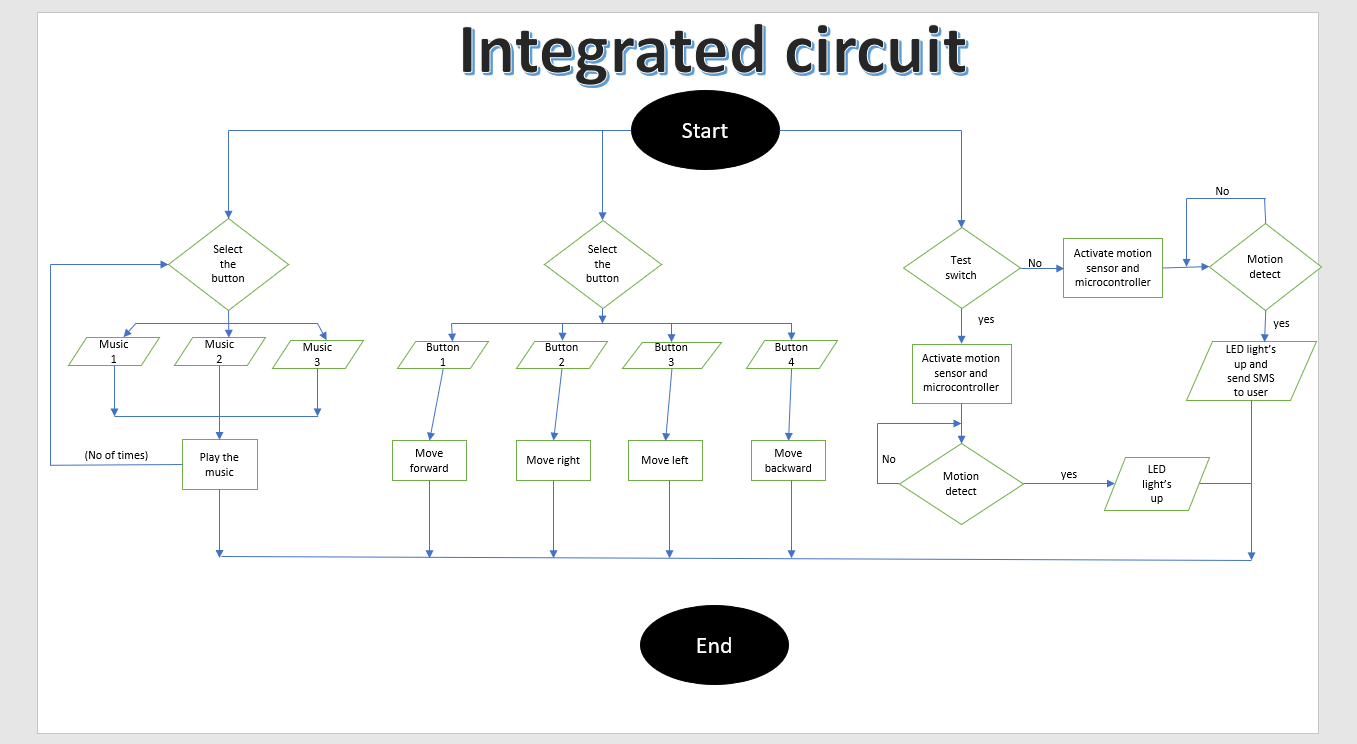 Integrated circuit
Start
Select
the
button
Music
1
Music
2
Music
3
(No of times)
Play the
music
Select
the
button
Button
1
Button
2
Button
3
Button
4
Move
forward
Move right
Move left
Move
backward
Test
switch
No
Activate motion
sensor and
microcontroller
No
Motion
detect
yes
LED light's
up and
send SMS
to user
yes
Activate motion
sensor and
microcontroller
No
Motion
detect
yes
LED
light's
up
End